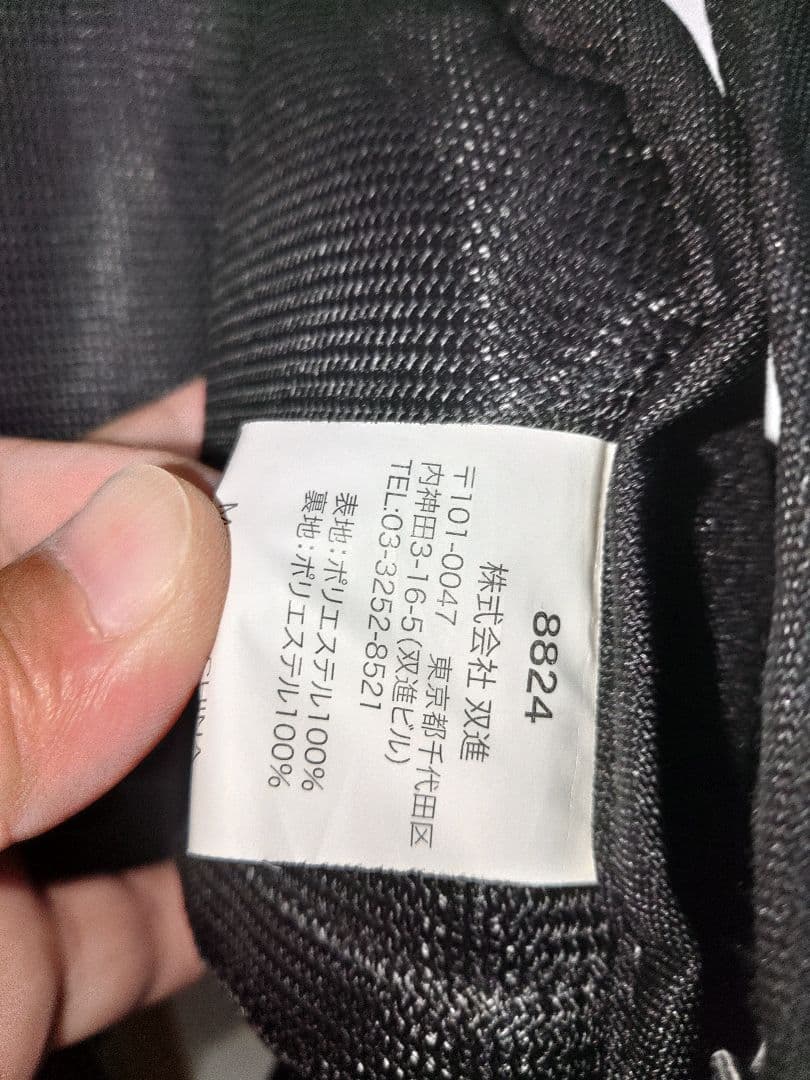 8824
株式会社 双進
〒101-0047 東京都千代田区
内神田3-16-5(双進ビル)
TEL:03-3252-8521
表地:ポリエステル100%
裏地:ポリエステル100%